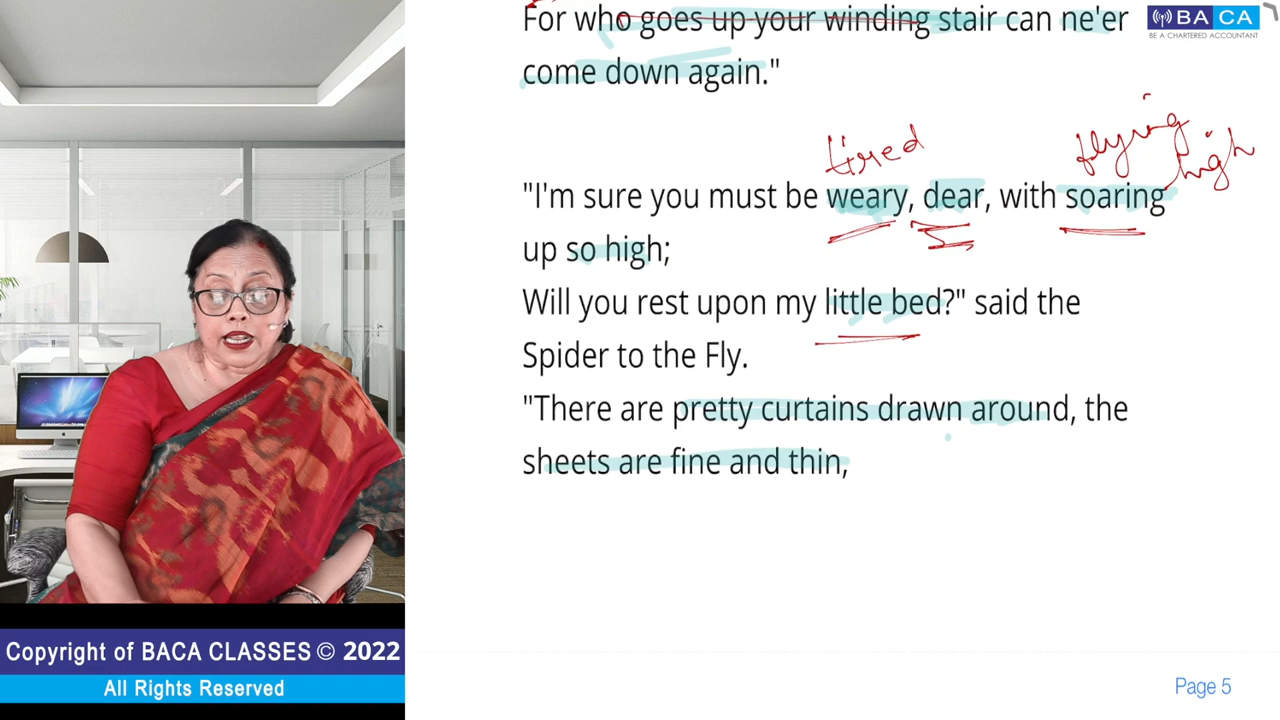 For who goes up your winding stair can ne'er
come down again."
BACA
BE A CHARTERED ACCOUNTANT
tired
flying
high
"I'm sure you must be weary, dear, with soaring
up so high;
Will you rest upon my little bed?" said the
Spider to the Fly.
"There are pretty curtains drawn around, the
sheets are fine and thin,
Copyright of BACA CLASSES © 2022
All Rights Reserved
Page 5